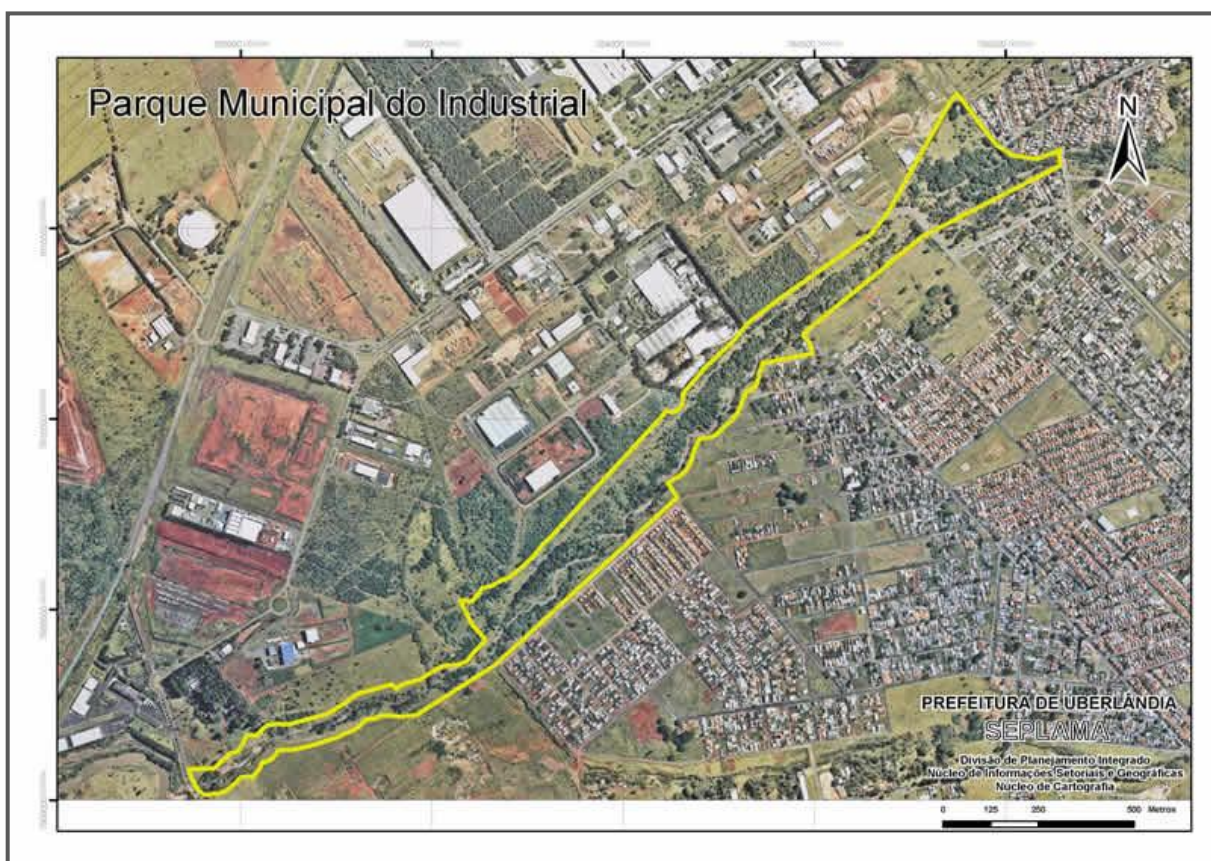 Parque Municipal do Industrial
N
PREFEITURA DE UBERLÂNDIA
SEPLAMA
Divisão de Planejamento Integrado
Núcleo de Informações Setoriais e Geográficas
Núcleo de Cartografia
0 125 250 500 Metros